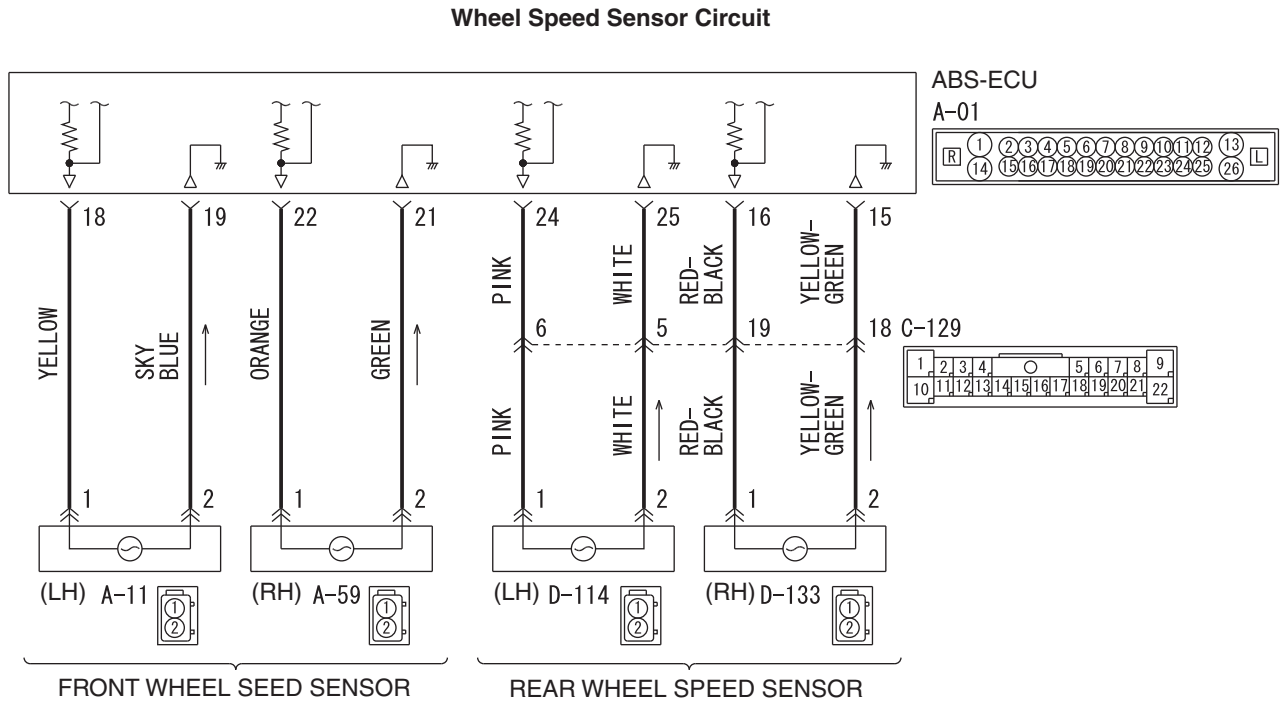 Wheel Speed Sensor Circuit
ABS-ECU
A-01
R 1 2 3 4 5 6 7 8 9 10 11 12 13 L
14 15 16 17 18 19 20 21 22 23 24 25 26
18 19 22 21 24 25 16 15
YELLOW
SKY BLUE
ORANGE
GREEN
PINK
WHITE
RED-BLACK
YELLOW-GREEN
6 5 19 18 C-129
1 2 3 4 5 6 7 8 9
10 11 12 13 14 15 16 17 18 19 20 21 22
PINK
WHITE
RED-BLACK
YELLOW-GREEN
1 2 1 2 1 2 1 2
(LH) A-11 1 2
(RH) A-59 1 2
(LH) D-114 1 2
(RH) D-133 1 2
FRONT WHEEL SEED SENSOR
REAR WHEEL SPEED SENSOR